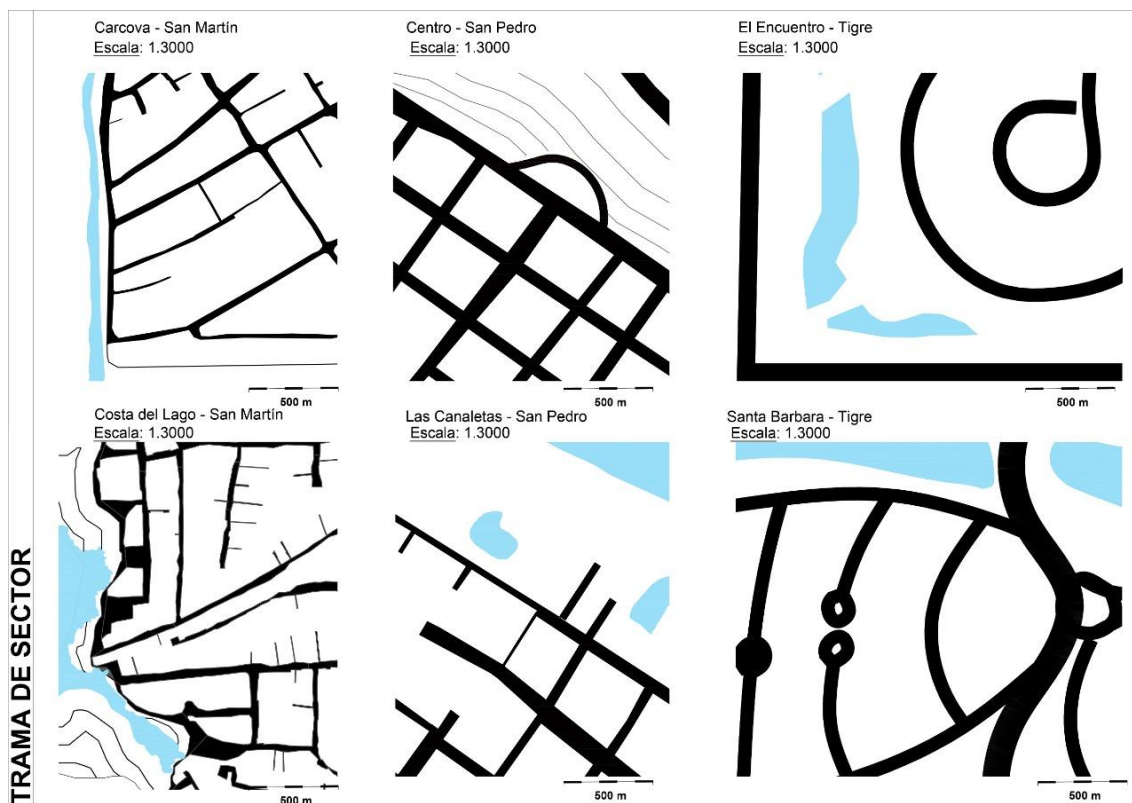 TRAMA DE SECTOR
Carcova - San Martín
Escala: 1.3000
500 m
Centro - San Pedro
Escala: 1.3000
500 m
El Encuentro - Tigre
Escala: 1.3000
500 m
Costa del Lago - San Martín
Escala: 1.3000
500 m
Las Canaletas - San Pedro
Escala: 1.3000
500 m
Santa Barbara - Tigre
Escala: 1.3000
500 m